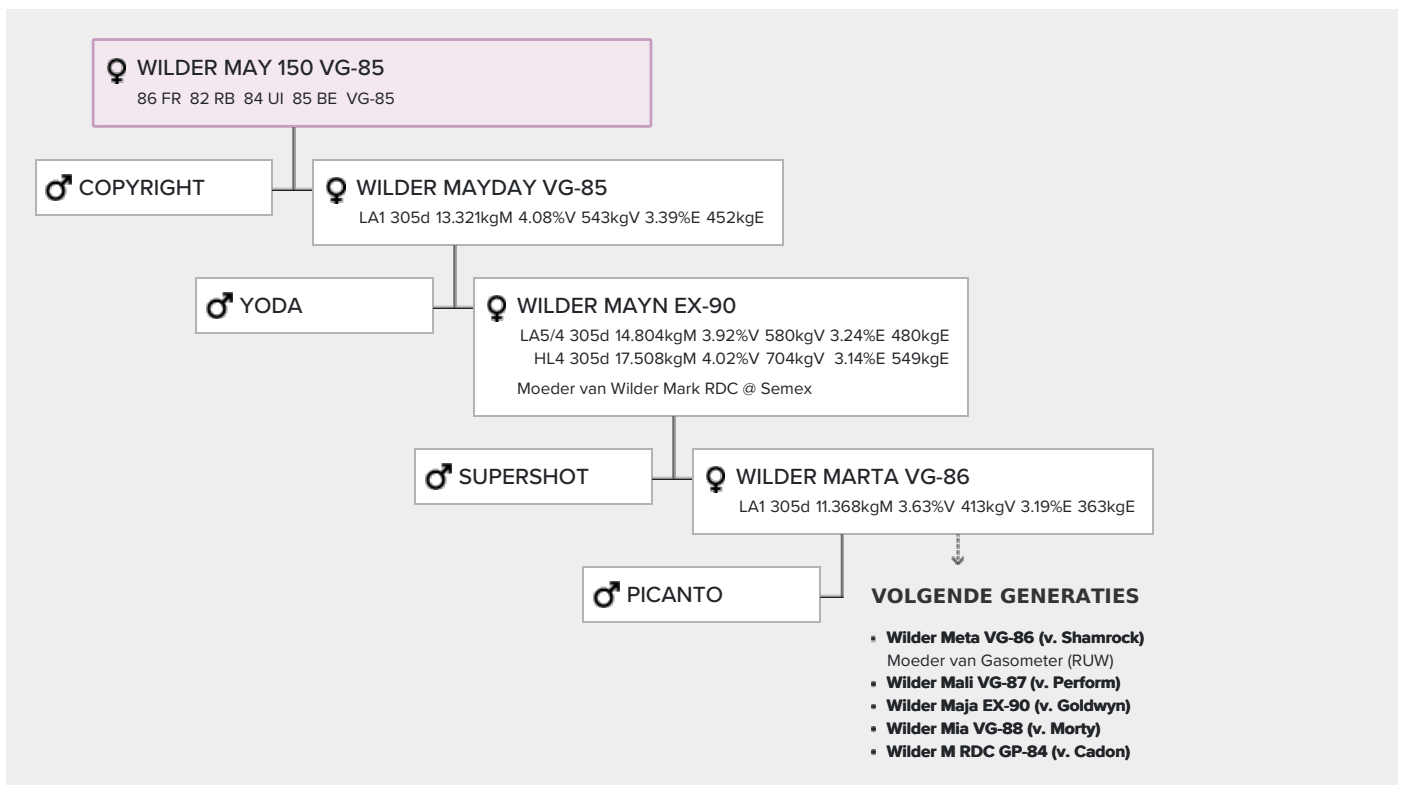 WILDER MAY 150 VG-85
86 FR 82 RB 84 UI 85 BE VG-85
COPYRIGHT
WILDER MAYDAY VG-85
LA1 305d 13.321kgM 4.08%V 543kgV 3.39%E 452kgE
YODA
WILDER MAYN EX-90
LA5/4 305d 14.804kgM 3.92%V 580kgV 3.24%E 480kgE
HL4 305d 17.508kgM 4.02%V 704kgV 3.14%E 549kgE
Moeder van Wilder Mark RDC @ Semex
SUPERSHOT
WILDER MARTA VG-86
LA1 305d 11.368kgM 3.63%V 413kgV 3.19%E 363kgE
PICANTO
VOLGENDE GENERATIES
• Wilder Meta VG-86 (v. Shamrock)
Moeder van Gasometer (RUW)
• Wilder Mali VG-87 (v. Perform)
• Wilder Maja EX-90 (v. Goldwyn)
• Wilder Mia VG-88 (v. Morty)
• Wilder M RDC GP-84 (v. Cadon)